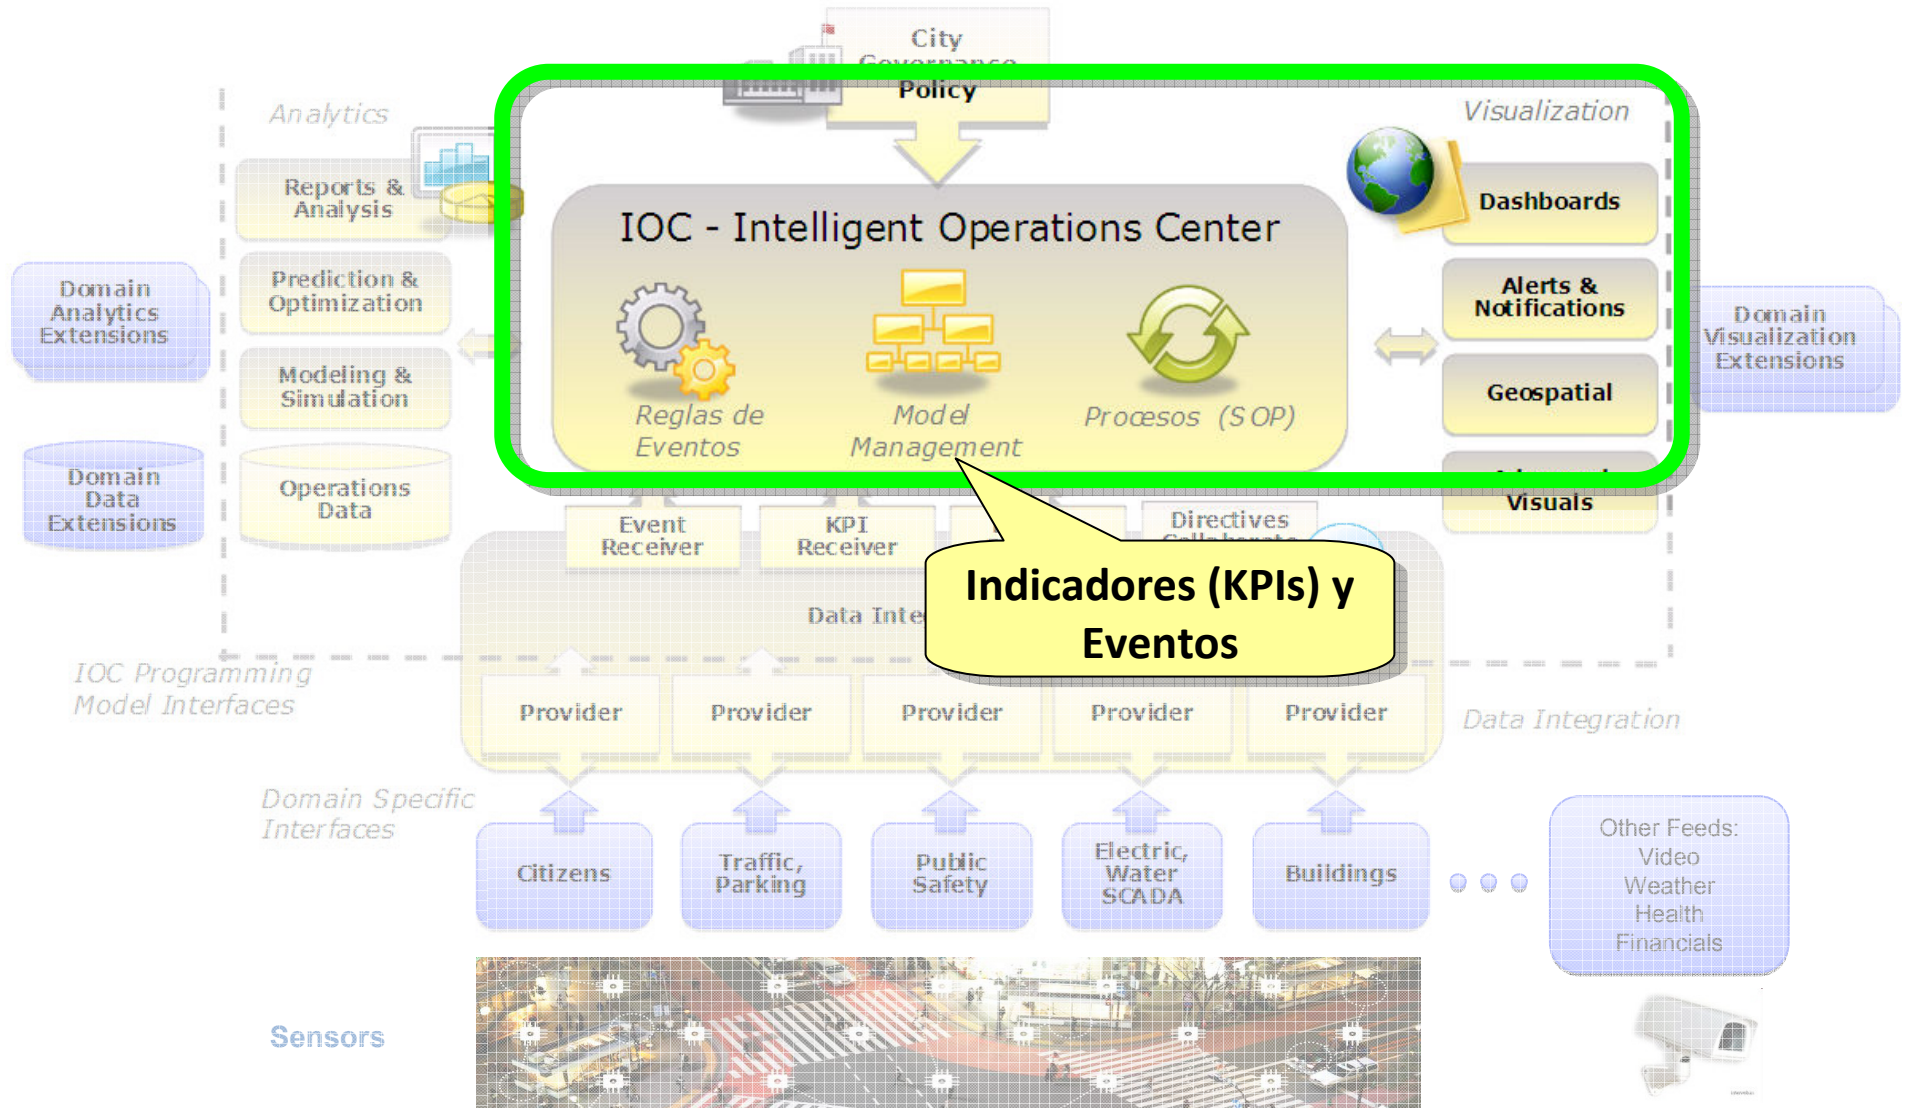 City
Governance
Policy
Analytics
Visualization
Reports &
Analysis
Prediction &
Optimization
Modeling &
Simulation
Operations
Data
Domain
Analytics
Extensions
Domain
Data
Extensions
IOC - Intelligent Operations Center
Reglas de
Eventos
Model
Management
Procesos (SOP)
Dashboards
Alerts &
Notifications
Geospatial
Visuals
Domain
Visualization
Extensions
Event
Receiver
KPI
Receiver
Directives
Collaborate
Indicadores (KPIs) y
Eventos
Data
IOC Programming
Model Interfaces
Provider
Provider
Provider
Provider
Provider
Data Integration
Domain Specific
Interfaces
Citizens
Traffic,
Parking
Public
Safety
Electric,
Water
SCADA
Buildings
Other Feeds:
Video
Weather
Health
Financials
Sensors